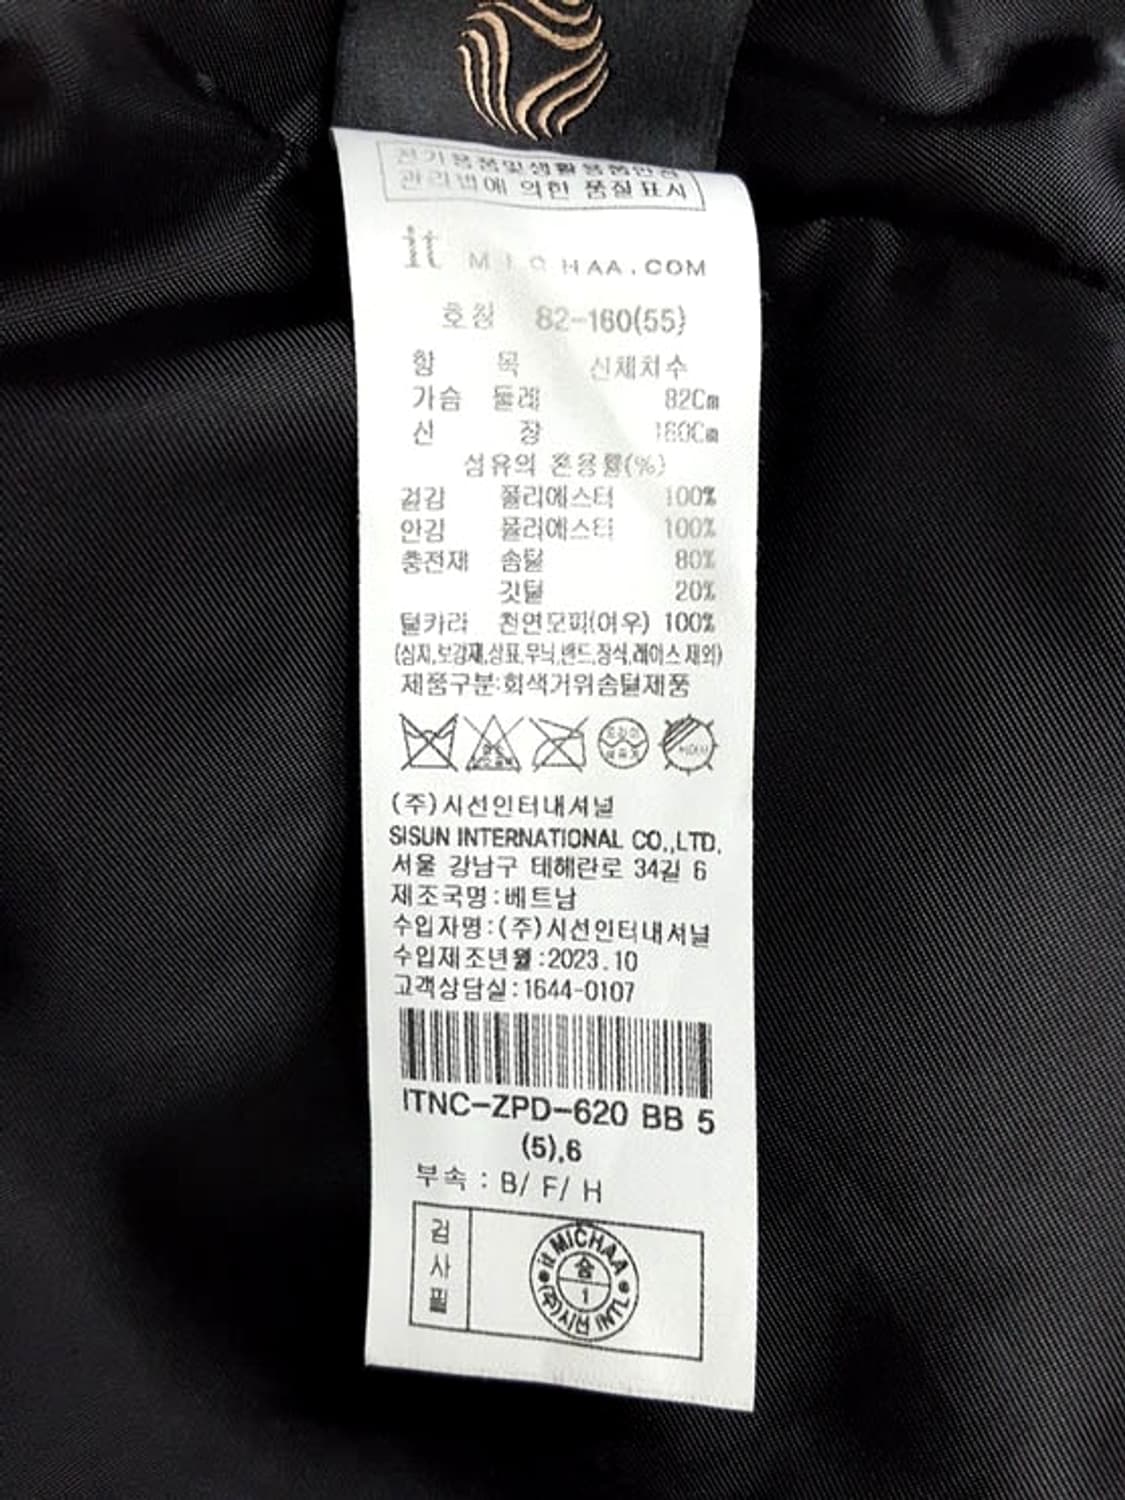 전기용품및생활용품안전
관리법에 의한 품질표시
it MICHAA.COM
호칭 82-160(55)
항 목 신체치수
가슴 둘레 82Cm
신 장 160Cm
섬유의 혼용률(%)
겉감 폴리에스터 100%
안감 폴리에스터 100%
충전재 솜털 80%
깃털 20%
털카라 천연모피(여우) 100%
(심지,보강재,상표,무늬,밴드,장식,레이스 제외)
제품구분:회색거위솜털제품
(주)시선인터내셔널
SISUN INTERNATIONAL CO.,LTD.
서울 강남구 테헤란로 34길 6
제조국명:베트남
수입자명:(주)시선인터내셔널
수입제조년월:2023.10
고객상담실:1644-0107
ITNC-ZPD-620 BB 5
(5),6
부속 : B/ F/ H
검사필
it MICHAA
숭
1
(주)시선 INTL